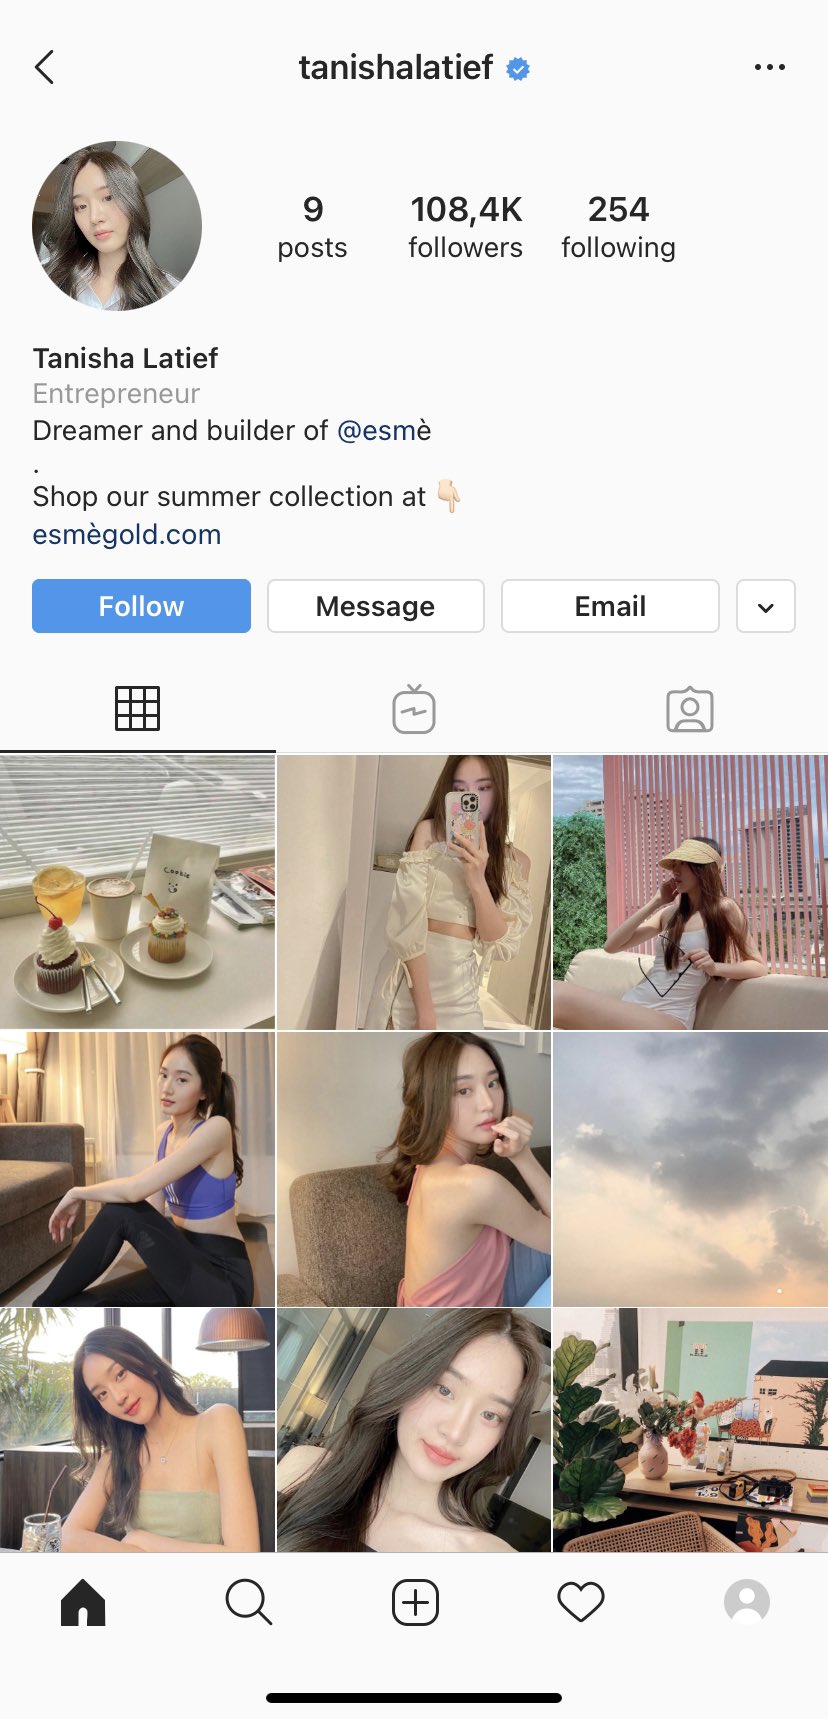 tanishalatief
9 108,4K 254
posts followers following
Tanisha Latief
Entrepreneur
Dreamer and builder of @esmè
.
Shop our summer collection at 👇🏻
esmègold.com
Follow Message Email
Cookie